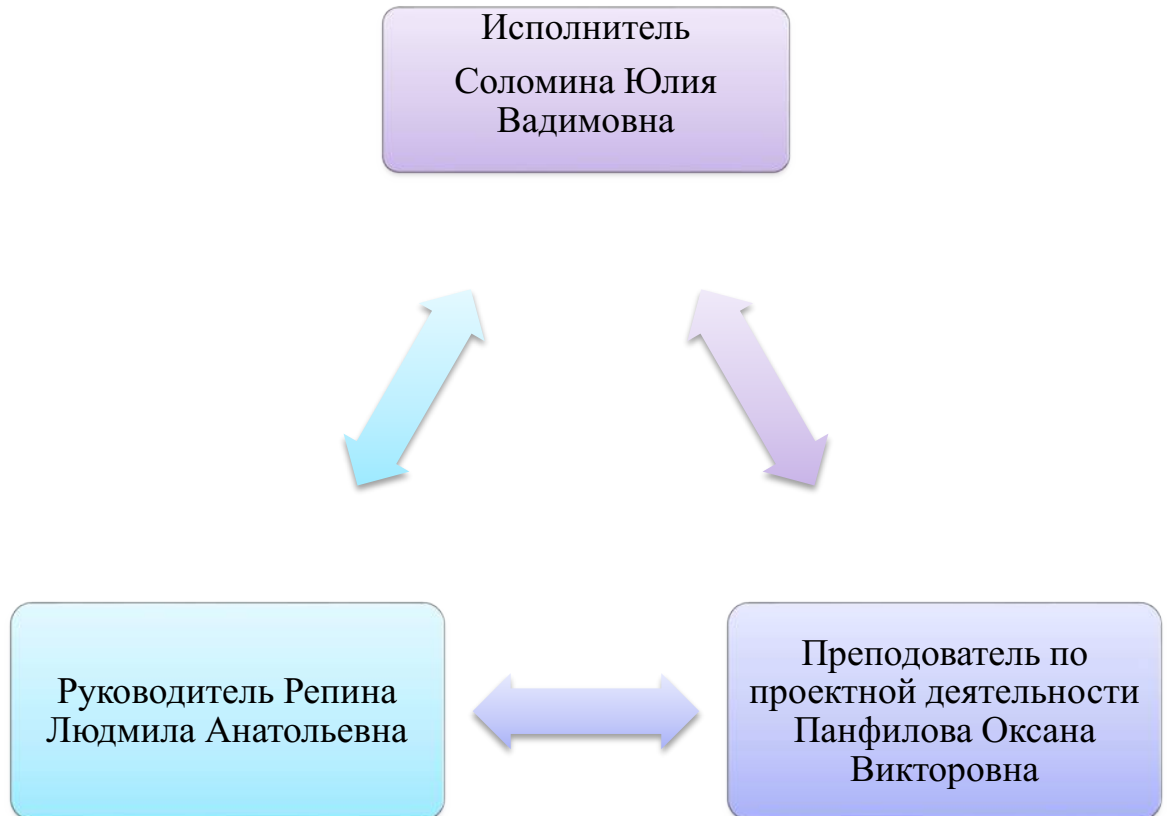 Исполнитель
Соломина Юлия
Вадимовна
Руководитель Репина
Людмила Анатольевна
Преподователь по
проектной деятельности
Панфилова Оксана
Викторовна